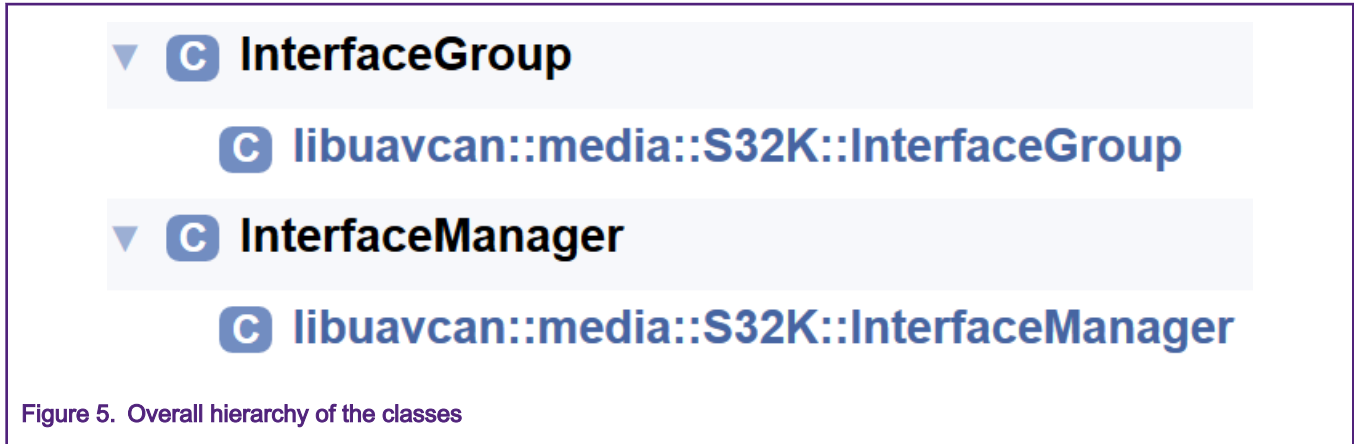 C InterfaceGroup
C libuavcan::media::S32K::InterfaceGroup
C InterfaceManager
C libuavcan::media::S32K::InterfaceManager
Figure 5. Overall hierarchy of the classes